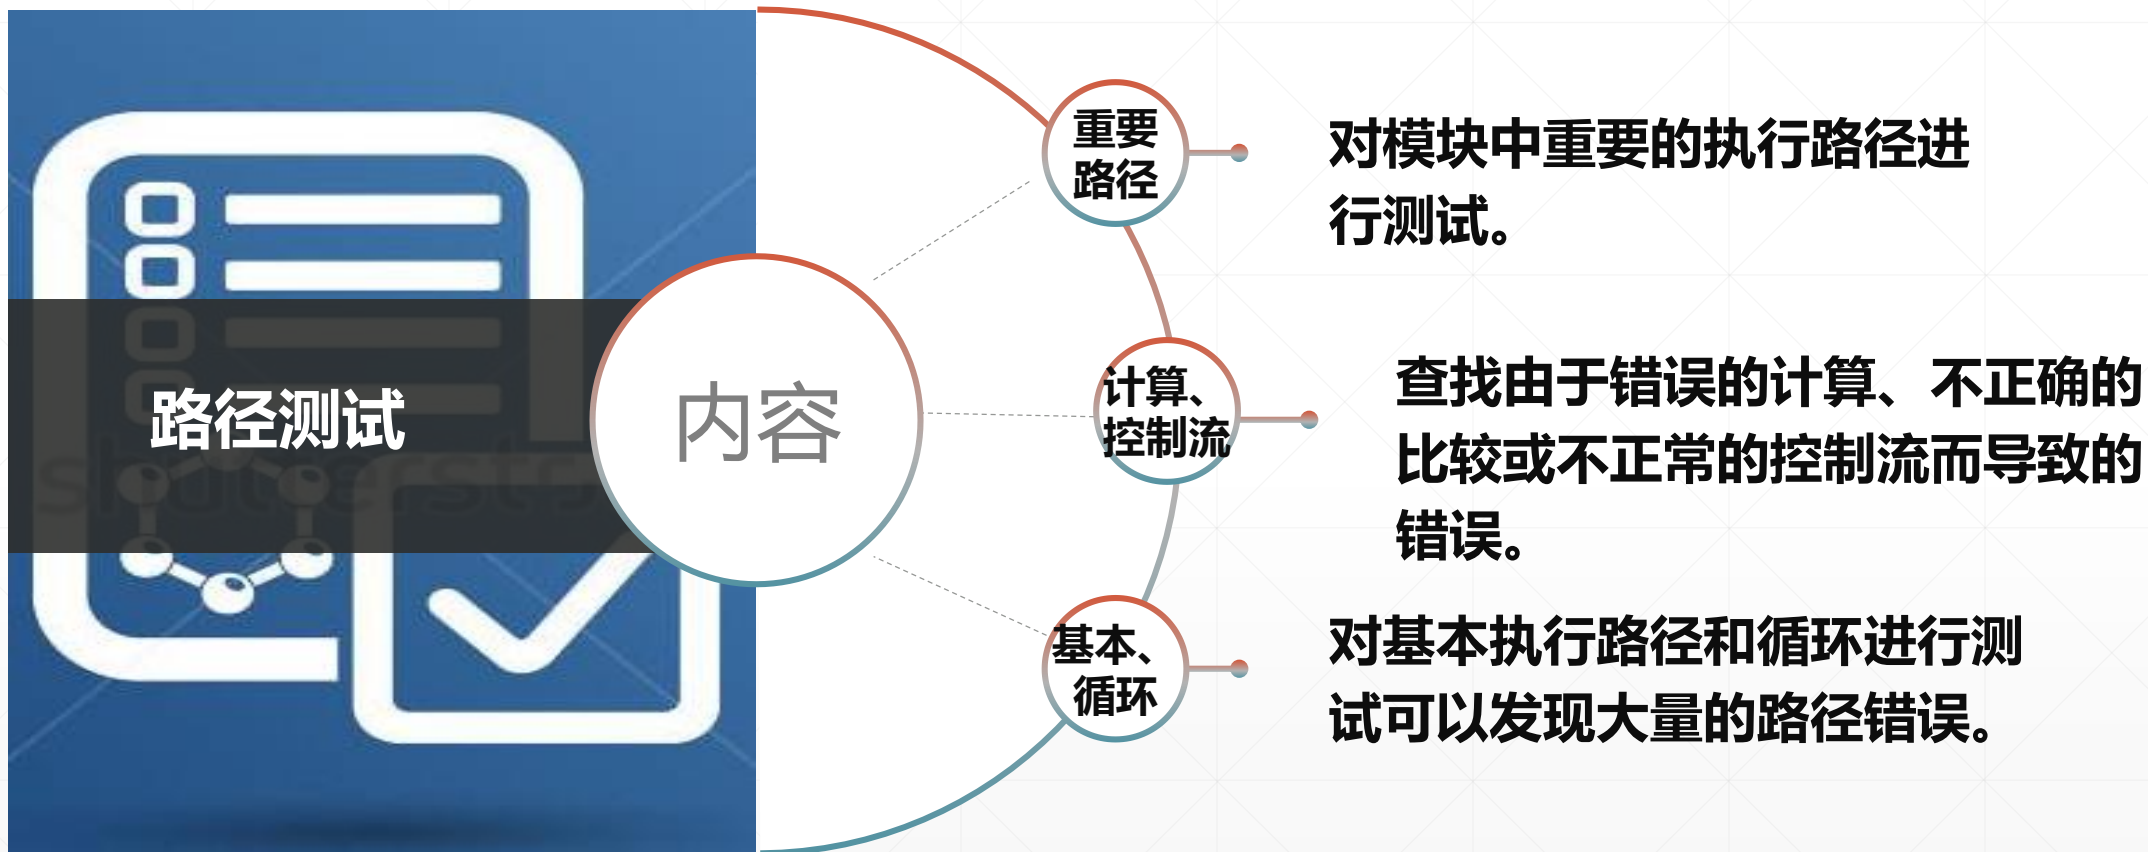 路径测试
内容
重要
路径
对模块中重要的执行路径进
行测试。
计算、
控制流
查找由于错误的计算、不正确的
比较或不正常的控制流而导致的
错误。
基本、
循环
对基本执行路径和循环进行测
试可以发现大量的路径错误。